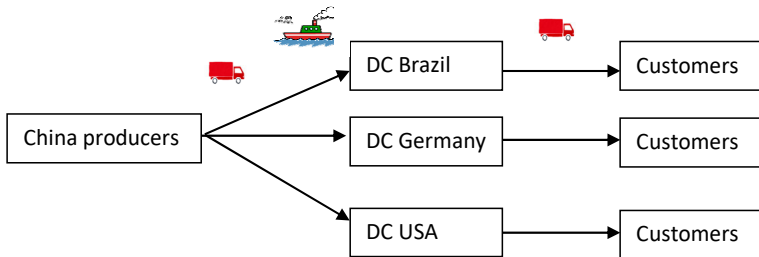 DC Brazil
Customers
China producers
DC Germany
Customers
DC USA
Customers